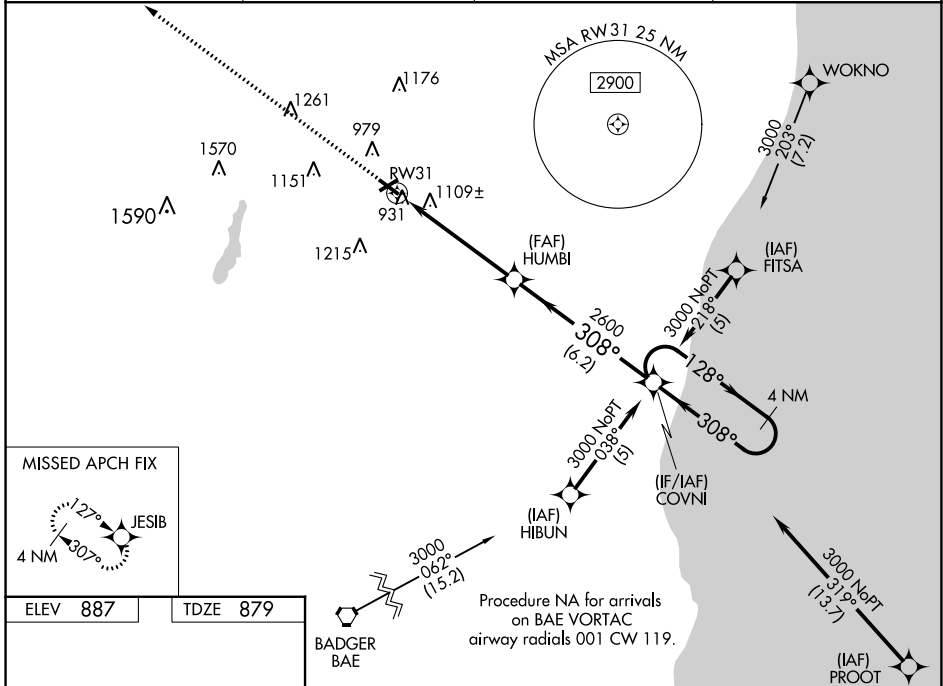 MSA RW31 25 NM
2900
WOKNO
3000
203°
(7.2)
1176
1261
979
1570
1151
RW31
1109±
931
1590
1215
(FAF)
HUMBI
(IAF)
FITSA
3000 NoPT
218°
(5)
2600
308°
(6.2)
128°
4 NM
308°
3000 NoPT
038°
(5)
(IF/IAF)
COVNI
(IAF)
HIBUN
MISSED APCH FIX
127°
JESIB
307°
4 NM
3000
062°
(15.2)
3000 NoPT
319°
(13.7)
ELEV 887
TDZE 879
BADGER
BAE
Procedure NA for arrivals
on BAE VORTAC
airway radials 001 CW 119.
(IAF)
PROOT